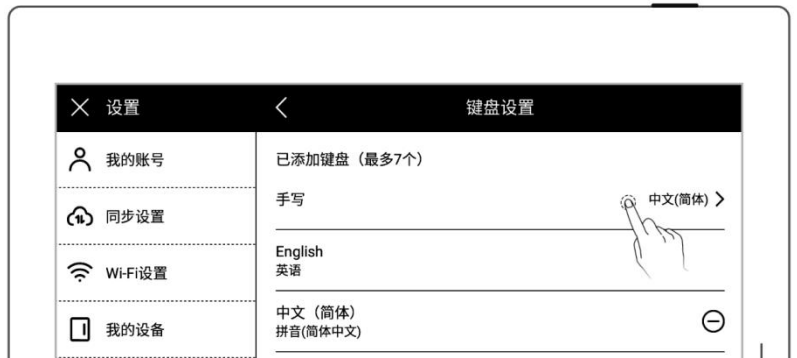 设置
键盘设置
我的账号
同步设置
Wi-Fi设置
我的设备
已添加键盘（最多7个）
手写 中文(简体)
English
英语
中文（简体）
拼音(简体中文)